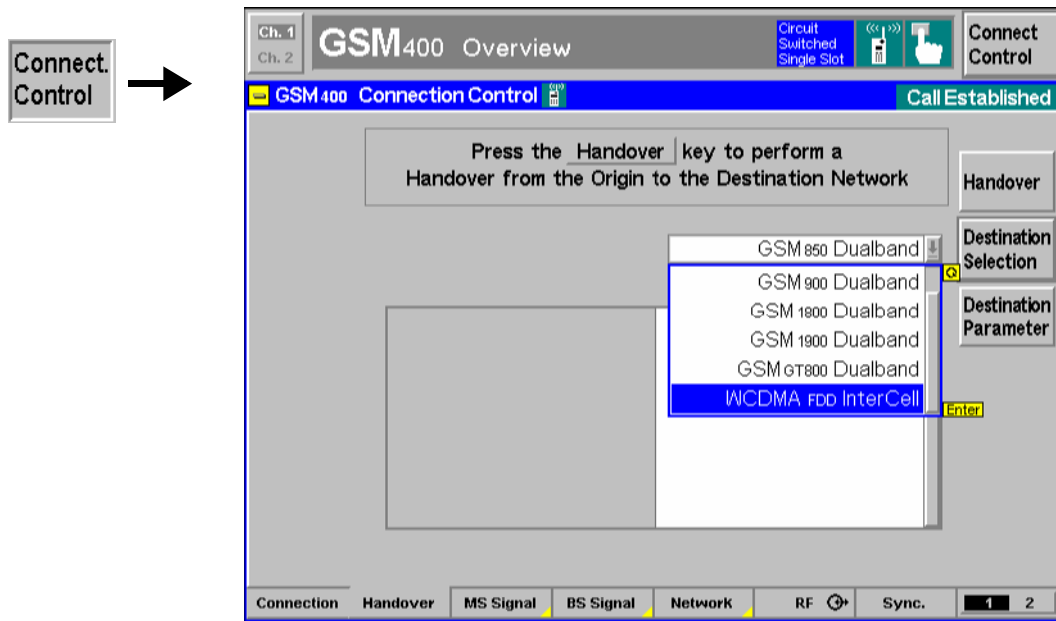 Connect.
Control
Ch. 1
Ch. 2
GSM400 Overview
Circuit
Switched
Single Slot
Connect
Control
GSM400 Connection Control
Call Established
Press the Handover key to perform a
Handover from the Origin to the Destination Network
Handover
GSM850 Dualband
Destination
Selection
GSM900 Dualband
GSM1800 Dualband
GSM1900 Dualband
GSMGT800 Dualband
WCDMA FDD InterCell
Destination
Parameter
Enter
Connection Handover MS Signal BS Signal Network RF Sync. 1 2